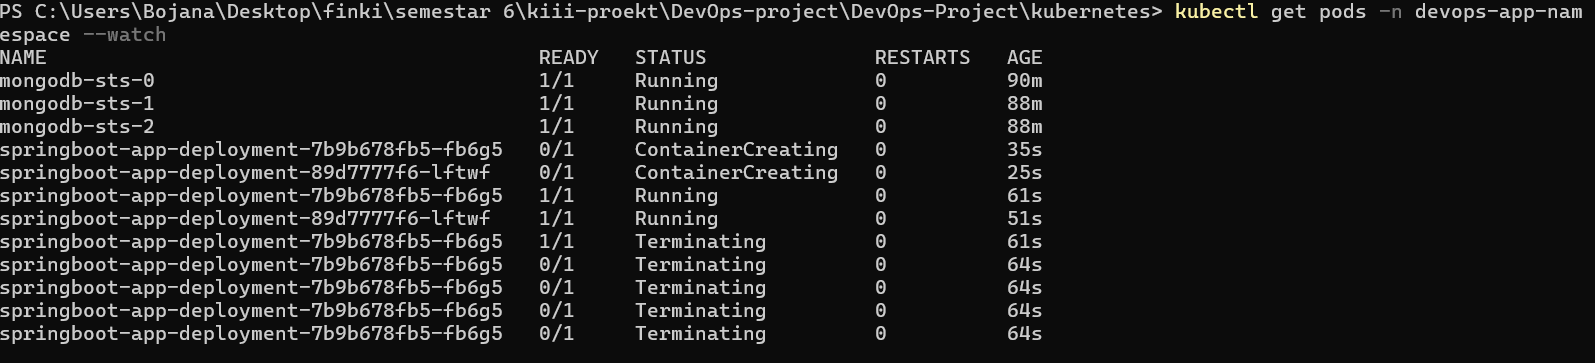 PS C:\Users\Bojana\Desktop\finki\semestar 6\kiii-proekt\DevOps-project\DevOps-Project\kubernetes> kubectl get pods -n devops-app-nam
espace --watch
NAME READY STATUS RESTARTS AGE
mongodb-sts-0 1/1 Running 0 90m
mongodb-sts-1 1/1 Running 0 88m
mongodb-sts-2 1/1 Running 0 88m
springboot-app-deployment-7b9b678fb5-fb6g5 0/1 ContainerCreating 0 35s
springboot-app-deployment-89d7777f6-lftwf 0/1 ContainerCreating 0 25s
springboot-app-deployment-7b9b678fb5-fb6g5 1/1 Running 0 61s
springboot-app-deployment-89d7777f6-lftwf 1/1 Running 0 51s
springboot-app-deployment-7b9b678fb5-fb6g5 1/1 Terminating 0 61s
springboot-app-deployment-7b9b678fb5-fb6g5 0/1 Terminating 0 64s
springboot-app-deployment-7b9b678fb5-fb6g5 0/1 Terminating 0 64s
springboot-app-deployment-7b9b678fb5-fb6g5 0/1 Terminating 0 64s
springboot-app-deployment-7b9b678fb5-fb6g5 0/1 Terminating 0 64s